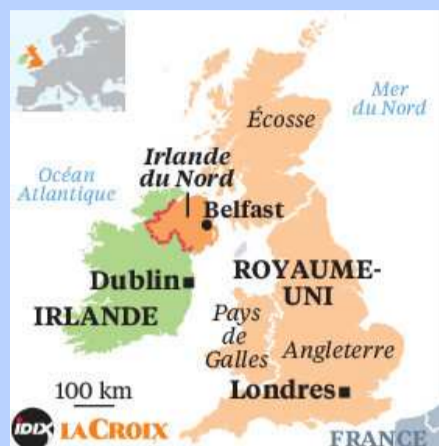 Mer
du Nord
Écosse
Océan
Atlantique
Irlande
du Nord
Belfast
Dublin
IRLANDE
ROYAUME-
UNI
Pays
de
Galles
Angleterre
100 km
Londres
iDIX LA CROIX
FRANCE